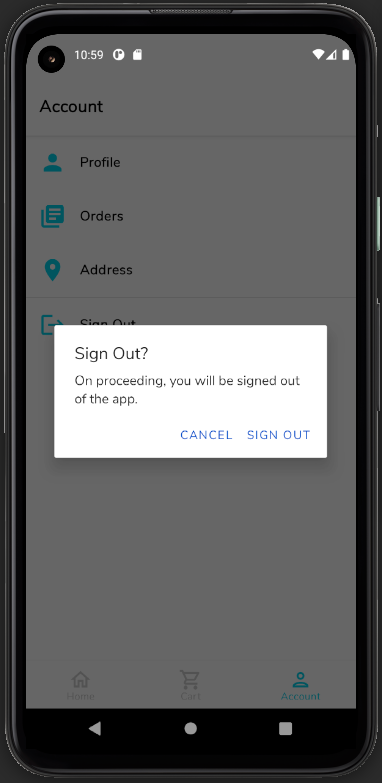 10:59
Account
Profile
Orders
Address
Sign Out
Sign Out?
On proceeding, you will be signed out
of the app.
CANCEL SIGN OUT
Home Cart Account